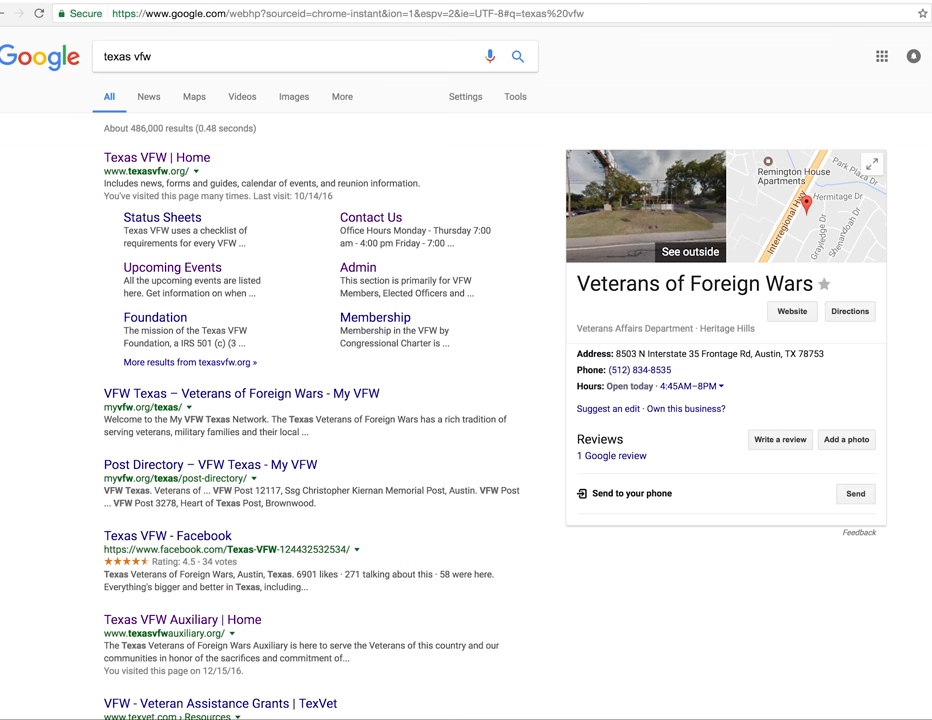 Secure
https://www.google.com/webhp?sourceid=chrome-instant&ion=1&espv=2&ie=UTF-8#q=texas%20vfw
Google
texas vfw
All News Maps Videos Images More Settings Tools
About 486,000 results (0.48 seconds)
Texas VFW | Home
www.texasvfw.org/
Includes news, forms and guides, calendar of events, and reunion information.
You've visited this page many times. Last visit: 10/14/16
Status Sheets
Texas VFW uses a checklist of
requirements for every VFW ...
Contact Us
Office Hours Monday - Thursday 7:00
am - 4:00 pm Friday - 7:00 ...
Upcoming Events
All the upcoming events are listed
here. Get information on when ...
Admin
This section is primarily for VFW
Members, Elected Officers and ...
Foundation
The mission of the Texas VFW
Foundation, a IRS 501 (c) (3 ...
Membership
Membership in the VFW by
Congressional Charter is ...
More results from texasvfw.org »
VFW Texas – Veterans of Foreign Wars - My VFW
myvfw.org/texas/
Welcome to the My VFW Texas Network. The Texas Veterans of Foreign Wars has a rich tradition of
serving veterans, military families and their local ...
Post Directory – VFW Texas - My VFW
myvfw.org/texas/post-directory/
VFW Texas. Veterans of ... VFW Post 12117, Ssg Christopher Kiernan Memorial Post, Austin. VFW Post
... VFW Post 3278, Heart of Texas Post, Brownwood.
Texas VFW - Facebook
https://www.facebook.com/Texas-VFW-124432532534/
Rating: 4.5 - 34 votes
Texas Veterans of Foreign Wars, Austin, Texas. 6901 likes · 271 talking about this · 58 were here.
Everything's bigger and better in Texas, including...
Texas VFW Auxiliary | Home
www.texasvfwauxiliary.org/
The Texas Veterans of Foreign Wars Auxiliary is here to serve the Veterans of this country and our
communities in honor of the sacrifices and commitment of...
You visited this page on 12/15/16.
VFW - Veteran Assistance Grants | TexVet
www.texvet.com › Resources
See outside
Remington House
Apartments
Park Plaza Dr
Hermitage Dr
Interregional Hwy
Grayledge Dr
Shenandoah Dr
Veterans of Foreign Wars
Website
Directions
Veterans Affairs Department · Heritage Hills
Address: 8503 N Interstate 35 Frontage Rd, Austin, TX 78753
Phone: (512) 834-8535
Hours: Open today · 4:45AM–8PM
Suggest an edit · Own this business?
Reviews
Write a review
Add a photo
1 Google review
Send to your phone
Send
Feedback